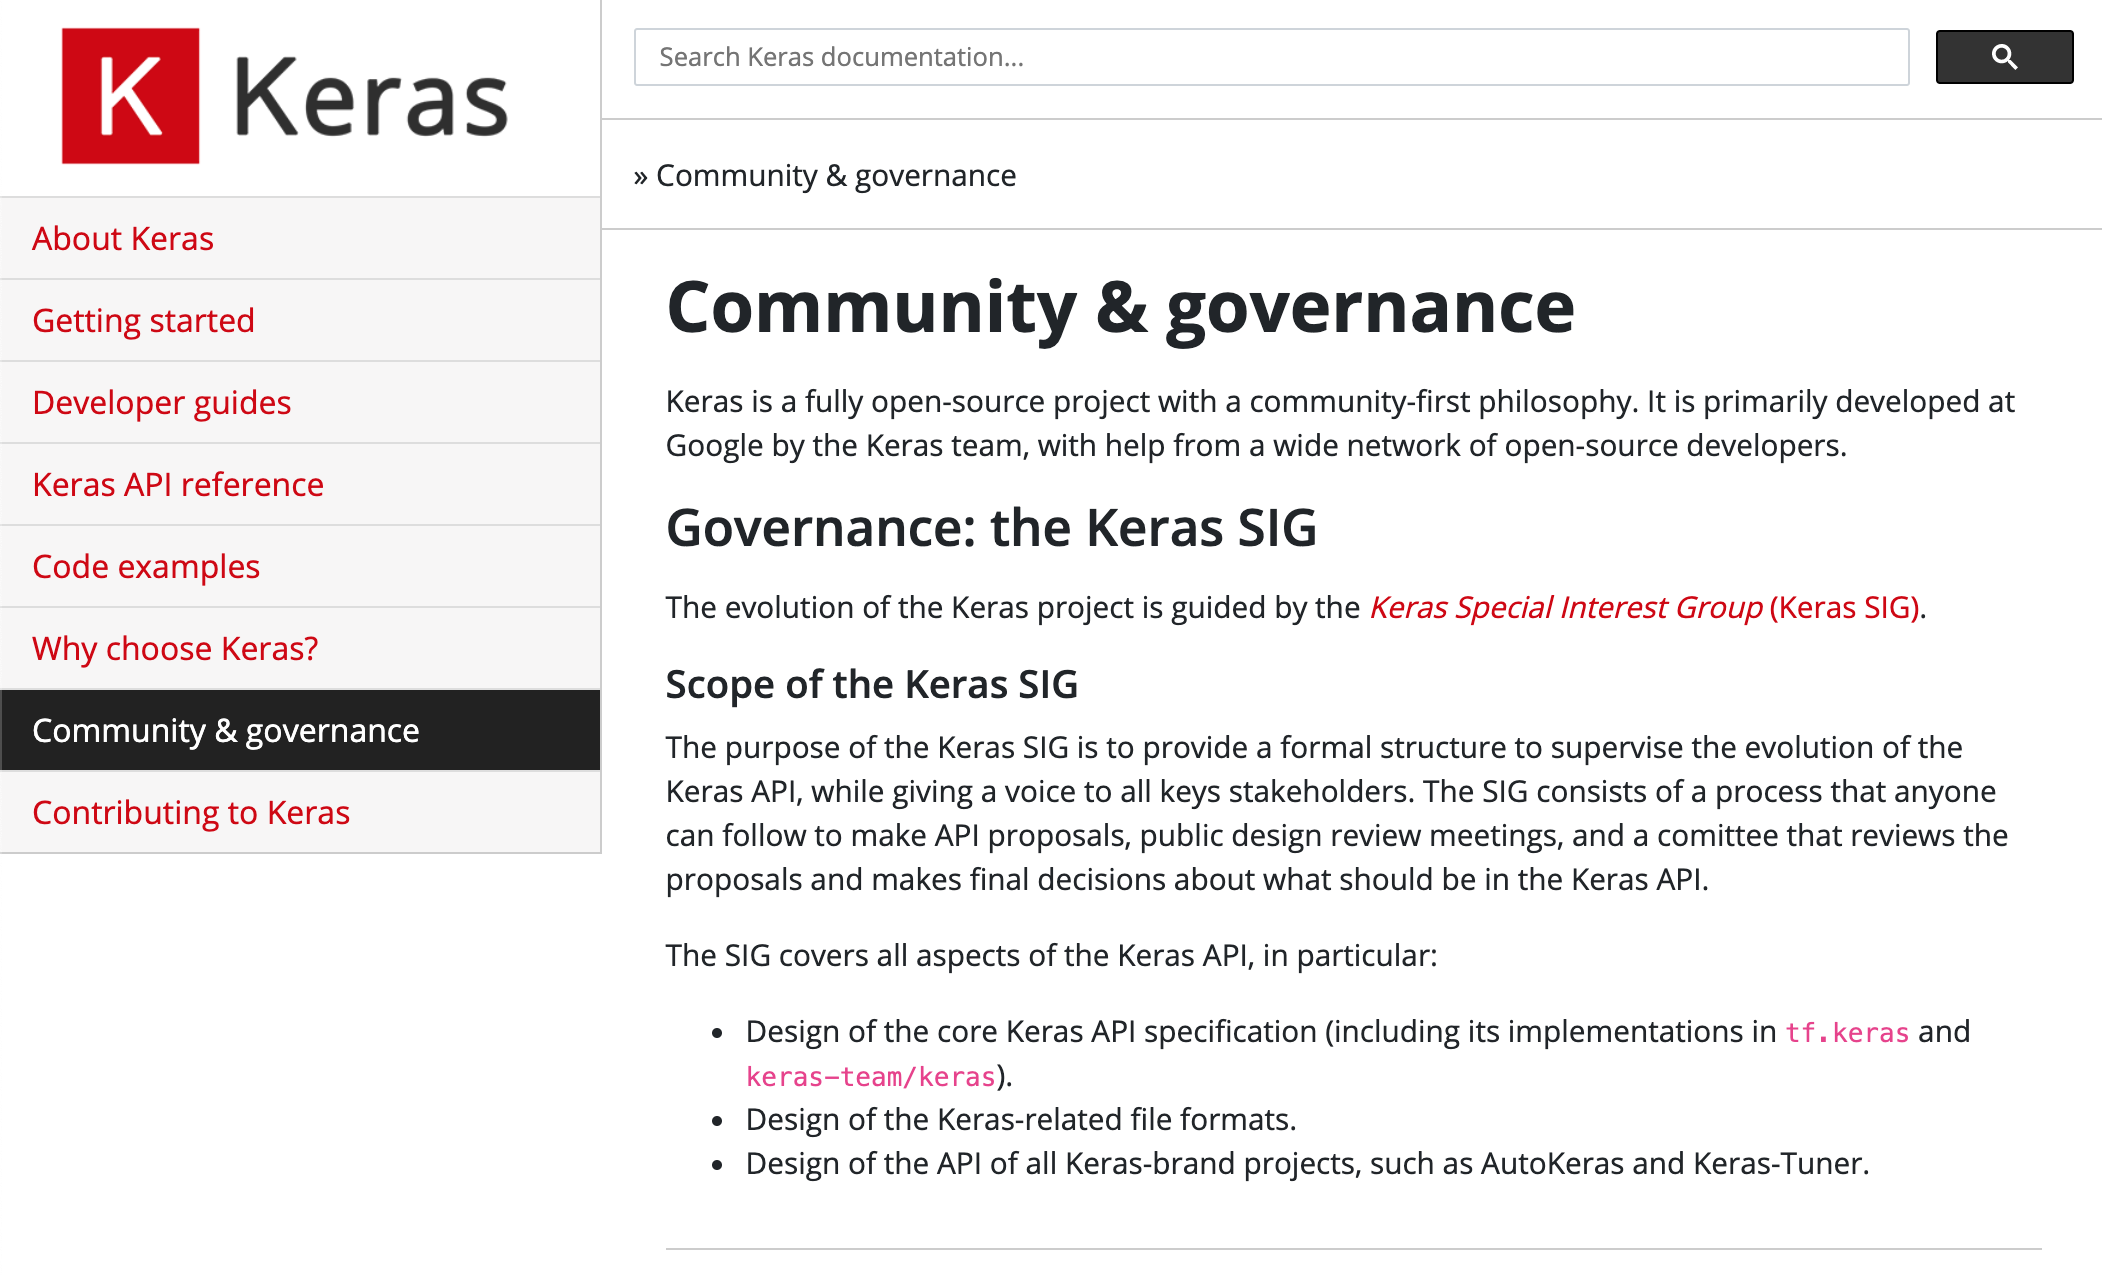 K Keras
Search Keras documentation...
» Community & governance
About Keras
Getting started
Developer guides
Keras API reference
Code examples
Why choose Keras?
Community & governance
Contributing to Keras
Community & governance
Keras is a fully open-source project with a community-first philosophy. It is primarily developed at
Google by the Keras team, with help from a wide network of open-source developers.
Governance: the Keras SIG
The evolution of the Keras project is guided by the Keras Special Interest Group (Keras SIG).
Scope of the Keras SIG
The purpose of the Keras SIG is to provide a formal structure to supervise the evolution of the
Keras API, while giving a voice to all keys stakeholders. The SIG consists of a process that anyone
can follow to make API proposals, public design review meetings, and a comittee that reviews the
proposals and makes final decisions about what should be in the Keras API.
The SIG covers all aspects of the Keras API, in particular:
• Design of the core Keras API specification (including its implementations in tf.keras and
keras-team/keras).
• Design of the Keras-related file formats.
• Design of the API of all Keras-brand projects, such as AutoKeras and Keras-Tuner.